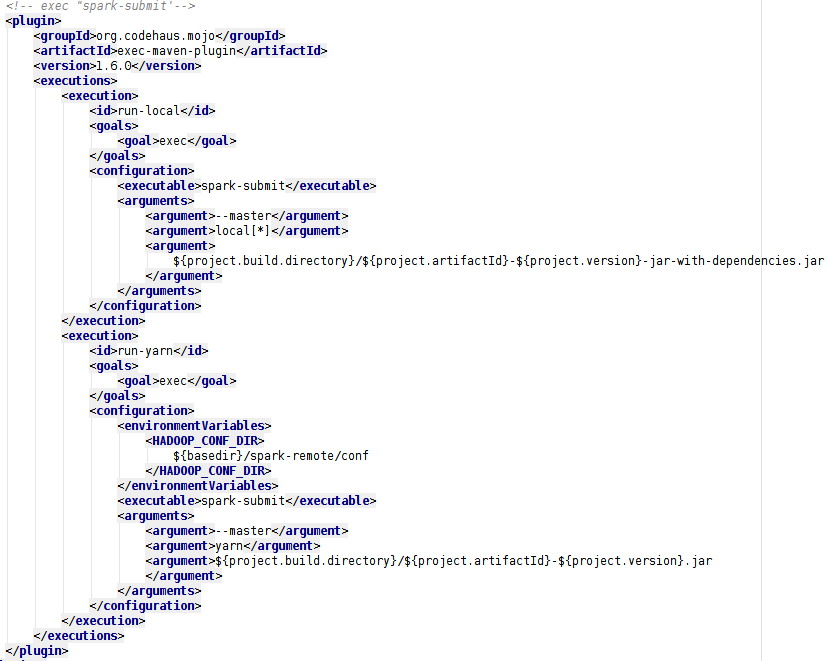 <!-- exec "spark-submit'-->
<plugin>
<groupId>org.codehaus.mojo</groupId>
<artifactId>exec-maven-plugin</artifactId>
<version>1.6.0</version>
<executions>
<execution>
<id>run-local</id>
<goals>
<goal>exec</goal>
</goals>
<configuration>
<executable>spark-submit</executable>
<arguments>
<argument>--master</argument>
<argument>local[*]</argument>
<argument>
${project.build.directory}/${project.artifactId}-${project.version}-jar-with-dependencies.jar
</argument>
</arguments>
</configuration>
</execution>
<execution>
<id>run-yarn</id>
<goals>
<goal>exec</goal>
</goals>
<configuration>
<environmentVariables>
<HADOOP_CONF_DIR>
${basedir}/spark-remote/conf
</HADOOP_CONF_DIR>
</environmentVariables>
<executable>spark-submit</executable>
<arguments>
<argument>--master</argument>
<argument>yarn</argument>
<argument>${project.build.directory}/${project.artifactId}-${project.version}.jar
</argument>
</arguments>
</configuration>
</execution>
</executions>
</plugin>